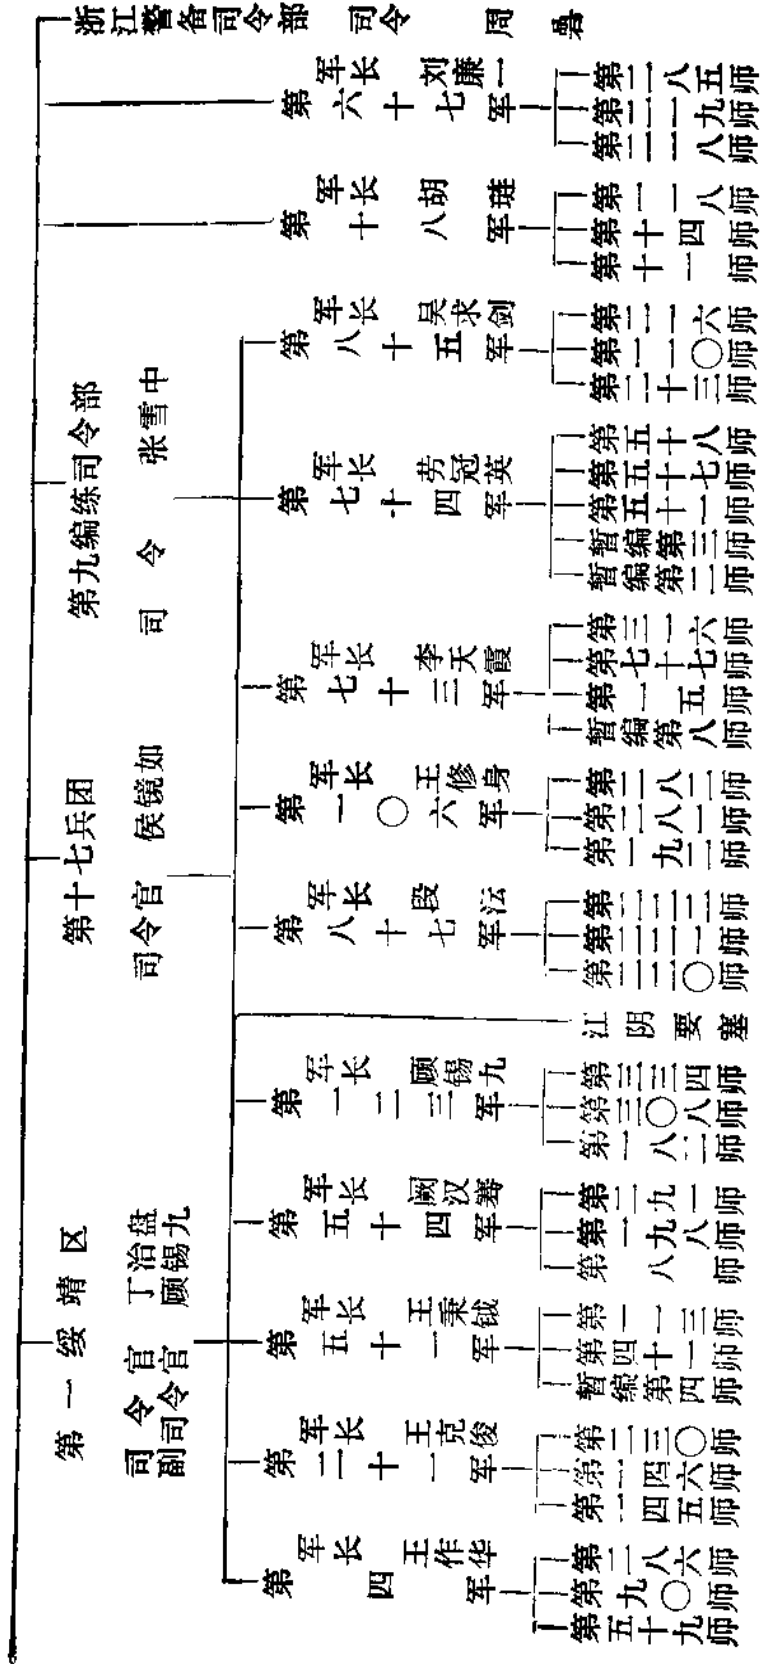 第一绥靖区
司令官 丁治盘
副司令官 顾锡九
第四军
军长 王作华
第五十九师
第九〇师
第二八六师
第二十一军
军长 王克俊
第一四五师
第一四六师
第二三〇师
第五十一军
军长 王秉钺
暂编第四师
第四十一师
第一一三师
第五十四军
军长 阙汉骞
第八师
第一九八师
第二九一师
第一二三军
军长 顾锡九
第一八二师
第三〇八师
第三三四师
江阴要塞
第十七兵团
司令官 侯镜如
第八十七军
军长 段沄
第二二〇师
第二二一师
第二二二师
第一〇六军
军长 王修身
第一九二师
第二八一师
第二八二师
第七十三军
军长 李天霞
暂编第八师
第一五师
第七十七师
第三一六师
第九编练司令部
司令 张雪中
第七十四军
军长 劳冠英
暂编第二师
暂编第三师
第五十一师
第五十七师
第五十八师
第八十五军
军长 吴求剑
第二十三师
第一一〇师
第二一六师
第十八军
军长 胡琏
第十一师
第十四师
第一一八师
第六十七军
军长 刘廉一
第二一八师
第二一九师
第二八五师
浙江警备司令部 司令 周嵒